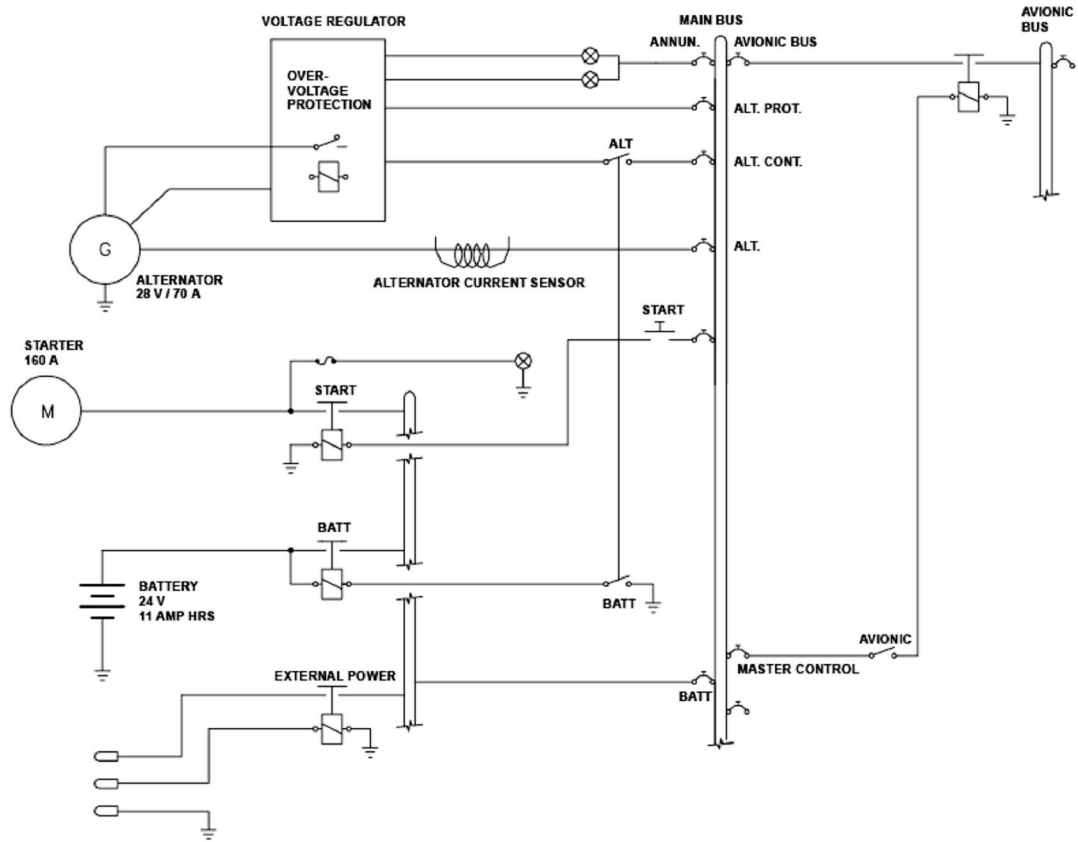 VOLTAGE REGULATOR
MAIN BUS
AVIONIC
BUS
ANNUN.
AVIONIC BUS
OVER-
VOLTAGE
PROTECTION
ALT. PROT.
ALT
ALT. CONT.
G
ALT.
ALTERNATOR
28 V / 70 A
ALTERNATOR CURRENT SENSOR
START
STARTER
160 A
M
START
BATT
BATTERY
24 V
11 AMP HRS
BATT
AVIONIC
MASTER CONTROL
EXTERNAL POWER
BATT